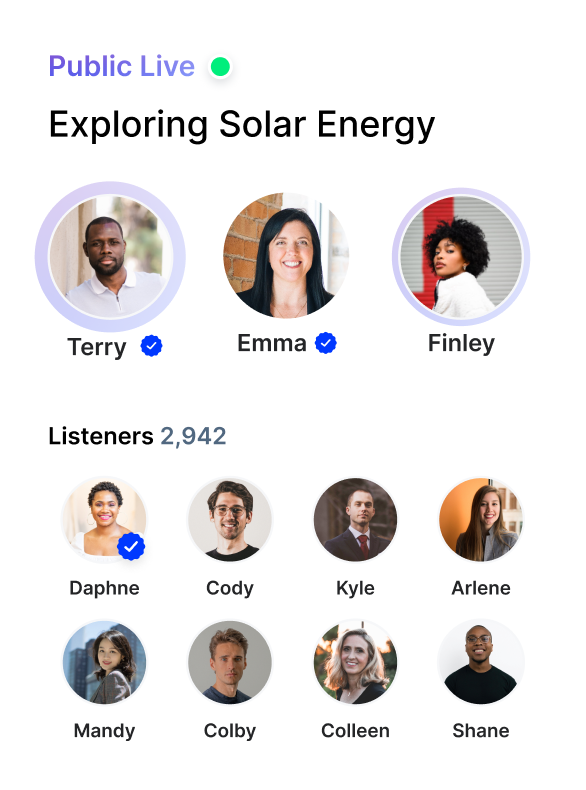 Public Live
Exploring Solar Energy
Terry Emma Finley
Listeners 2,942
Daphne Cody Kyle Arlene
Mandy Colby Colleen Shane